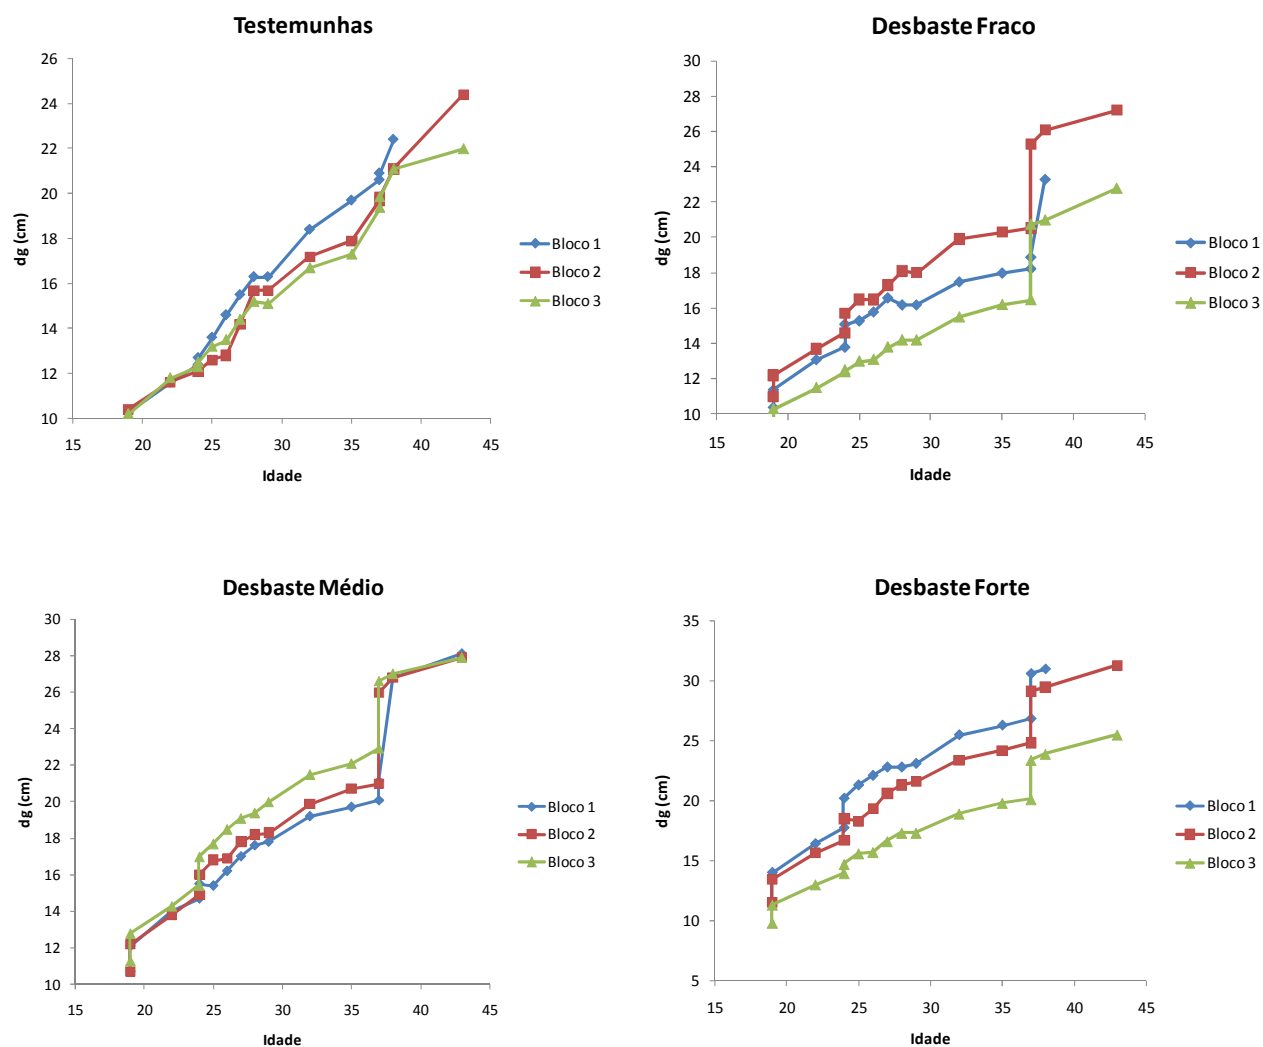 Testemunhas
26
24
22
20
18
16
14
12
10
dg (cm)
15 20 25 30 35 40 45
Idade
Bloco 1
Bloco 2
Bloco 3
Desbaste Fraco
30
28
26
24
22
20
18
16
14
12
10
dg (cm)
15 20 25 30 35 40 45
Idade
Bloco 1
Bloco 2
Bloco 3
Desbaste Médio
30
28
26
24
22
20
18
16
14
12
10
dg (cm)
15 20 25 30 35 40 45
Idade
Bloco 1
Bloco 2
Bloco 3
Desbaste Forte
35
30
25
20
15
10
5
dg (cm)
15 20 25 30 35 40 45
Idade
Bloco 1
Bloco 2
Bloco 3